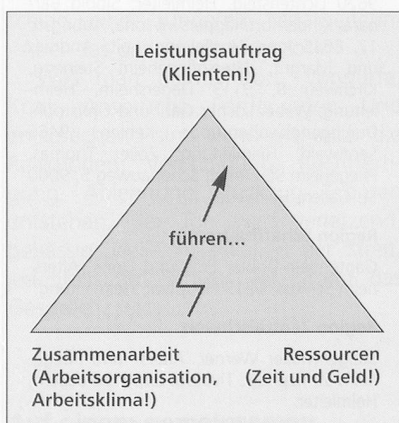 Leistungsauftrag
(Klienten!)
führen...
Zusammenarbeit
(Arbeitsorganisation,
Arbeitsklima!)
Ressourcen
(Zeit und Geld!)